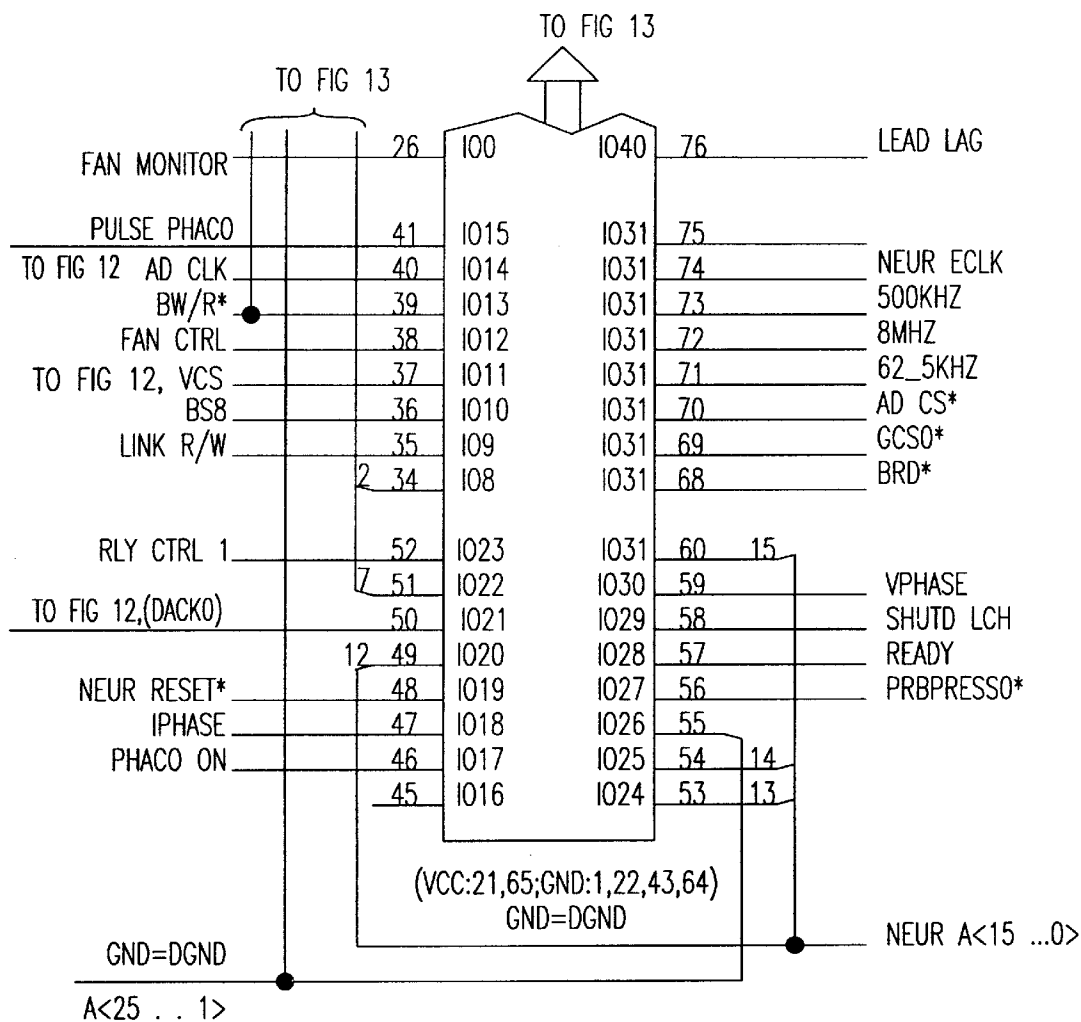 TO FIG 13
TO FIG 13
FAN MONITOR 26 IO0 IO40 76 LEAD LAG
PULSE PHACO 41 IO15 IO31 75
TO FIG 12 AD CLK 40 IO14 IO31 74 NEUR ECLK
BW/R* 39 IO13 IO31 73 500KHZ
FAN CTRL 38 IO12 IO31 72 8MHZ
TO FIG 12, VCS 37 IO11 IO31 71 62_5KHZ
BS8 36 IO10 IO31 70 AD CS*
LINK R/W 35 IO9 IO31 69 GCS0*
2 34 IO8 IO31 68 BRD*
RLY CTRL 1 52 IO23 IO31 60 15
7 51 IO22 IO30 59 VPHASE
TO FIG 12,(DACK0) 50 IO21 IO29 58 SHUTD LCH
12 49 IO20 IO28 57 READY
NEUR RESET* 48 IO19 IO27 56 PRBPRESS0*
IPHASE 47 IO18 IO26 55
PHACO ON 46 IO17 IO25 54 14
45 IO16 IO24 53 13
(VCC:21,65;GND:1,22,43,64)
GND=DGND
NEUR A<15 ...0>
GND=DGND
A<25 . . 1>